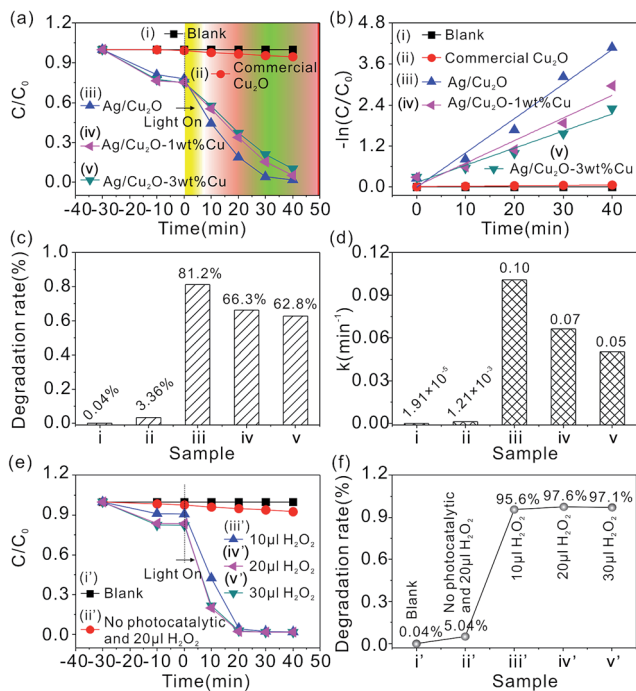 (a)
C/C₀
1.2
0.9
0.6
0.3
0.0
(i) Blank
(ii) Commercial
Cu₂O
(iii)
Ag/Cu₂O
Light On
(iv)
Ag/Cu₂O-1wt%Cu
(v)
Ag/Cu₂O-3wt%Cu
-40 -30 -20 -10 0 10 20 30 40 50
Time(min)
(b)
-ln(C/C₀)
4.8
3.6
2.4
1.2
0.0
(i) Blank
(ii) Commercial Cu₂O
(iii) Ag/Cu₂O
(iv) Ag/Cu₂O-1wt%Cu
(v)
Ag/Cu₂O-3wt%Cu
0 10 20 30 40
Time(min)
(c)
Degradation rate(%)
1.0
0.8
0.6
0.4
0.2
0.0
0.04%
3.36%
81.2%
66.3%
62.8%
i ii iii iv v
Sample
(d)
k(min⁻¹)
0.12
0.09
0.06
0.03
0.00
1.91×10⁻⁵
1.21×10⁻³
0.10
0.07
0.05
i ii iii iv v
Sample
(e)
C/C₀
1.2
0.9
0.6
0.3
0.0
(iii')
10μl H₂O₂
(iv')
20μl H₂O₂
(v')
30μl H₂O₂
Light On
(i')
Blank
(ii')
No photocatalytic
and 20μl H₂O₂
-40 -30 -20 -10 0 10 20 30 40 50
Time(min)
(f)
Degradation rate(%)
1.2
0.9
0.6
0.3
0.0
Blank
0.04%
No photocatalytic
and 20μl H₂O₂
5.04%
95.6%
10μl H₂O₂
97.6%
20μl H₂O₂
97.1%
30μl H₂O₂
i' ii' iii' iv' v'
Sample